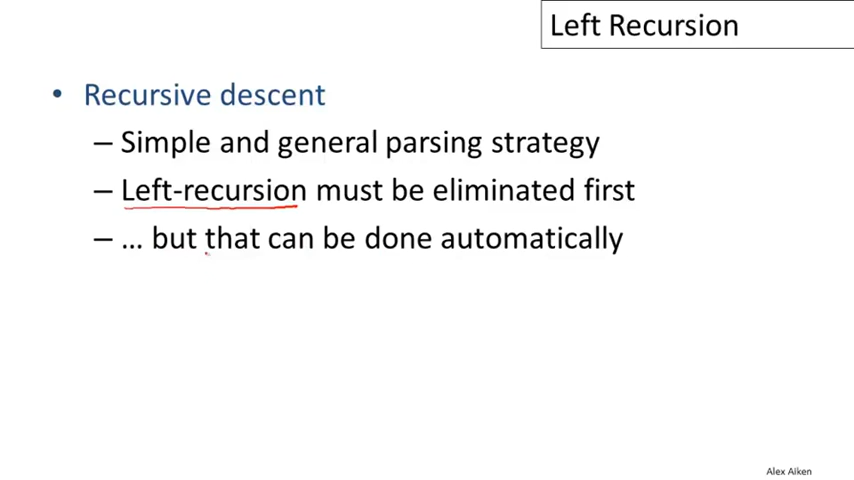 Left Recursion
• Recursive descent
– Simple and general parsing strategy
– Left-recursion must be eliminated first
– … but that can be done automatically
Alex Aiken